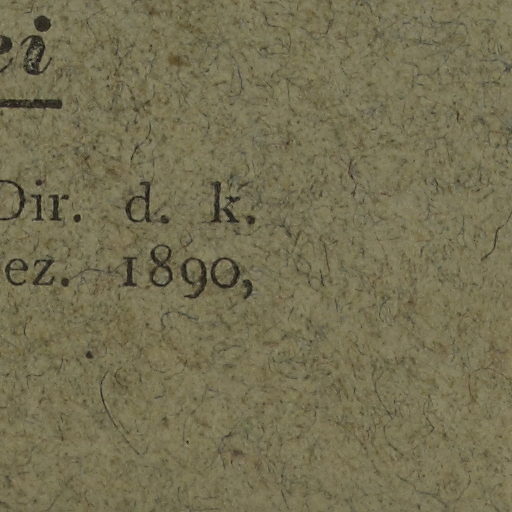 ei
Dir. d. k.
ez. 1890,